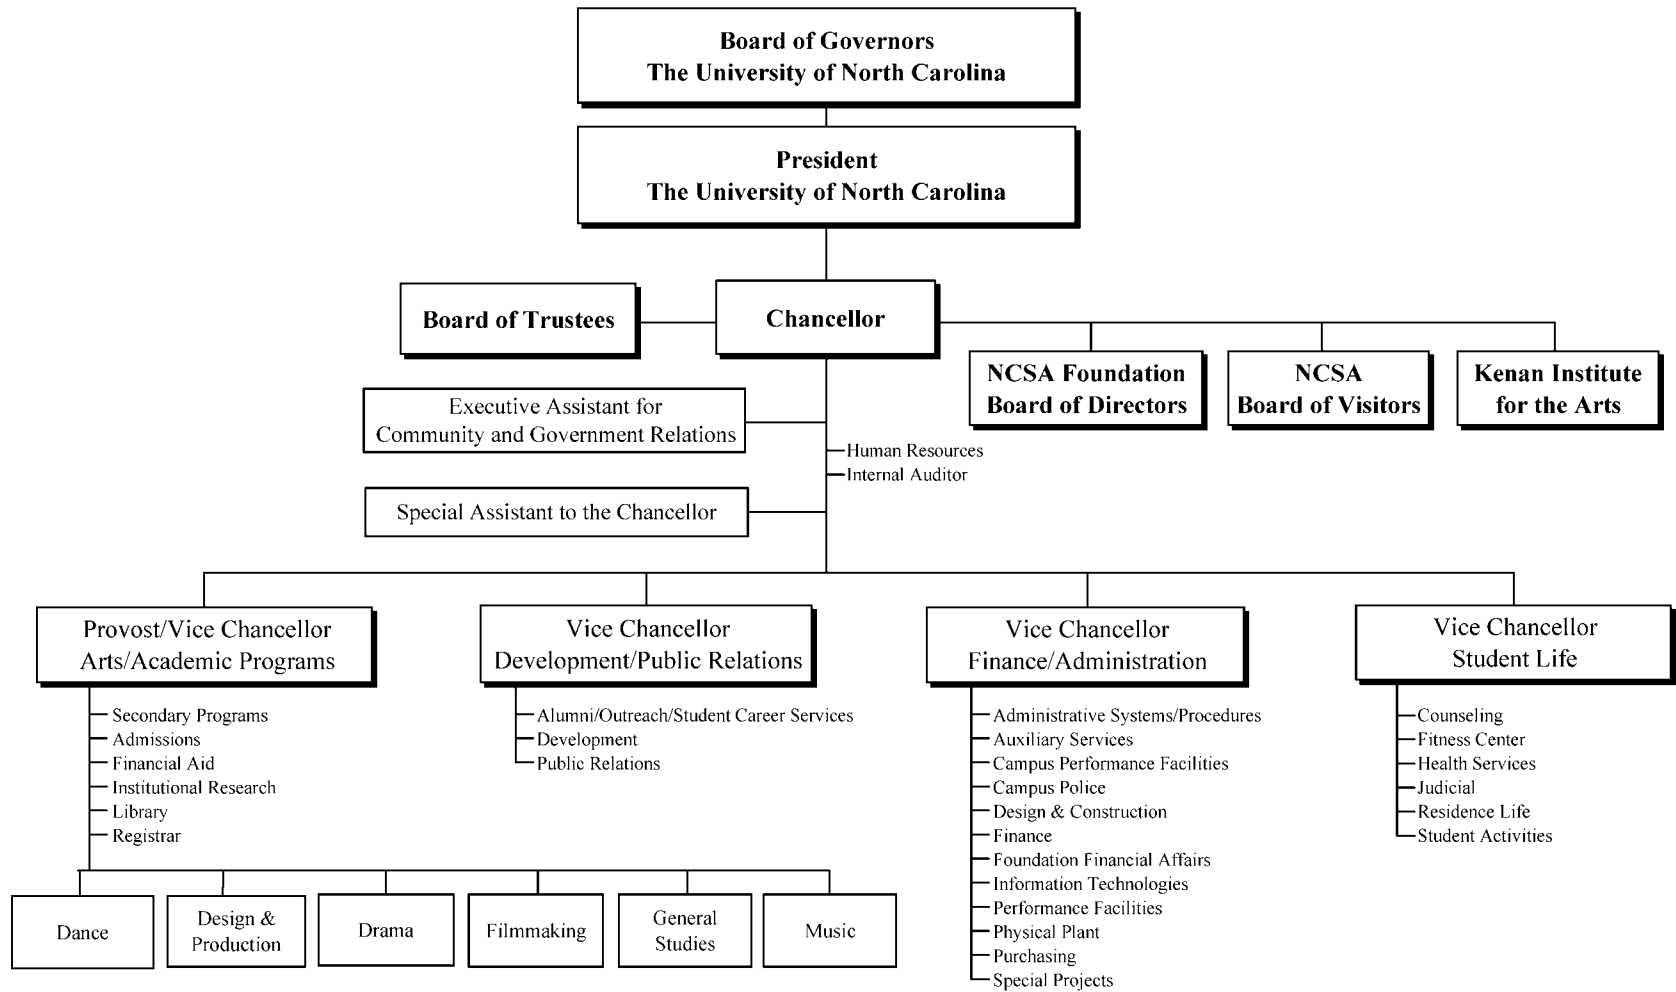 Board of Governors
The University of North Carolina
President
The University of North Carolina
Board of Trustees
Chancellor
NCSA Foundation
Board of Directors
NCSA
Board of Visitors
Kenan Institute
for the Arts
Executive Assistant for
Community and Government Relations
Human Resources
Internal Auditor
Special Assistant to the Chancellor
Provost/Vice Chancellor
Arts/Academic Programs
Secondary Programs
Admissions
Financial Aid
Institutional Research
Library
Registrar
Dance
Design &
Production
Drama
Filmmaking
General
Studies
Music
Vice Chancellor
Development/Public Relations
Alumni/Outreach/Student Career Services
Development
Public Relations
Vice Chancellor
Finance/Administration
Administrative Systems/Procedures
Auxiliary Services
Campus Performance Facilities
Campus Police
Design & Construction
Finance
Foundation Financial Affairs
Information Technologies
Performance Facilities
Physical Plant
Purchasing
Special Projects
Vice Chancellor
Student Life
Counseling
Fitness Center
Health Services
Judicial
Residence Life
Student Activities